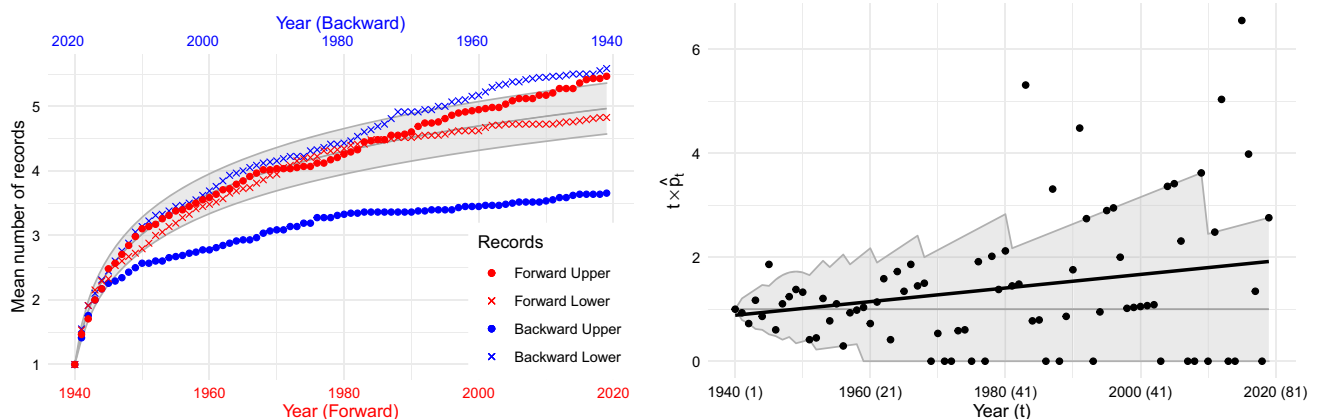 Year (Backward)
2020 2000 1980 1960 1940
Mean number of records
5
4
3
2
1
Records
Forward Upper
Forward Lower
Backward Upper
Backward Lower
1940 1960 1980 2000 2020
Year (Forward)
t×p̂t
6
4
2
0
1940 (1) 1960 (21) 1980 (41) 2000 (41) 2020 (81)
Year (t)